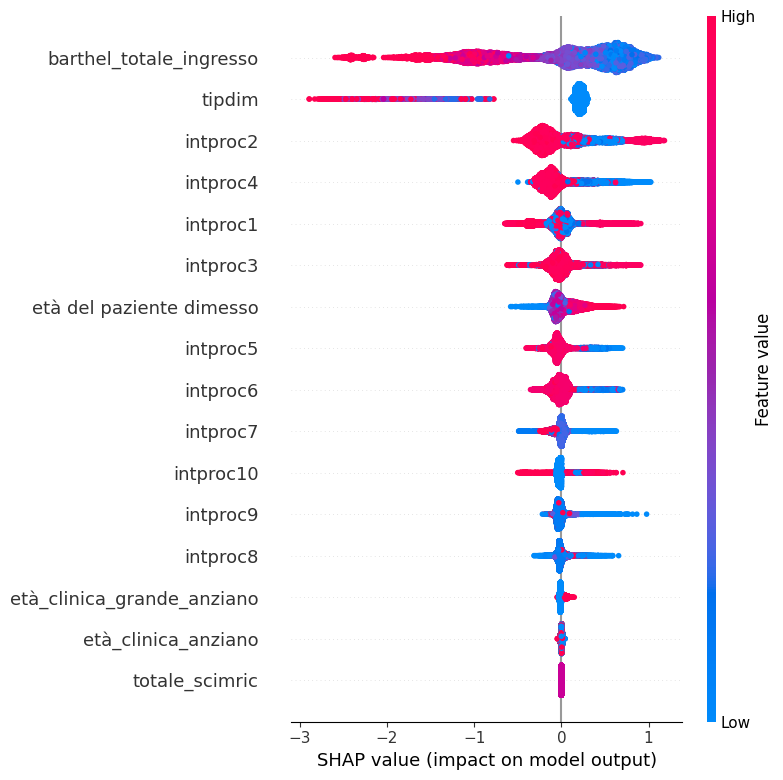 High
barthel_totale_ingresso
tipdim
intproc2
intproc4
intproc1
intproc3
età del paziente dimesso
intproc5
intproc6
intproc7
intproc10
intproc9
intproc8
età_clinica_grande_anziano
età_clinica_anziano
totale_scimric
Feature value
Low
−3 −2 −1 0 1
SHAP value (impact on model output)